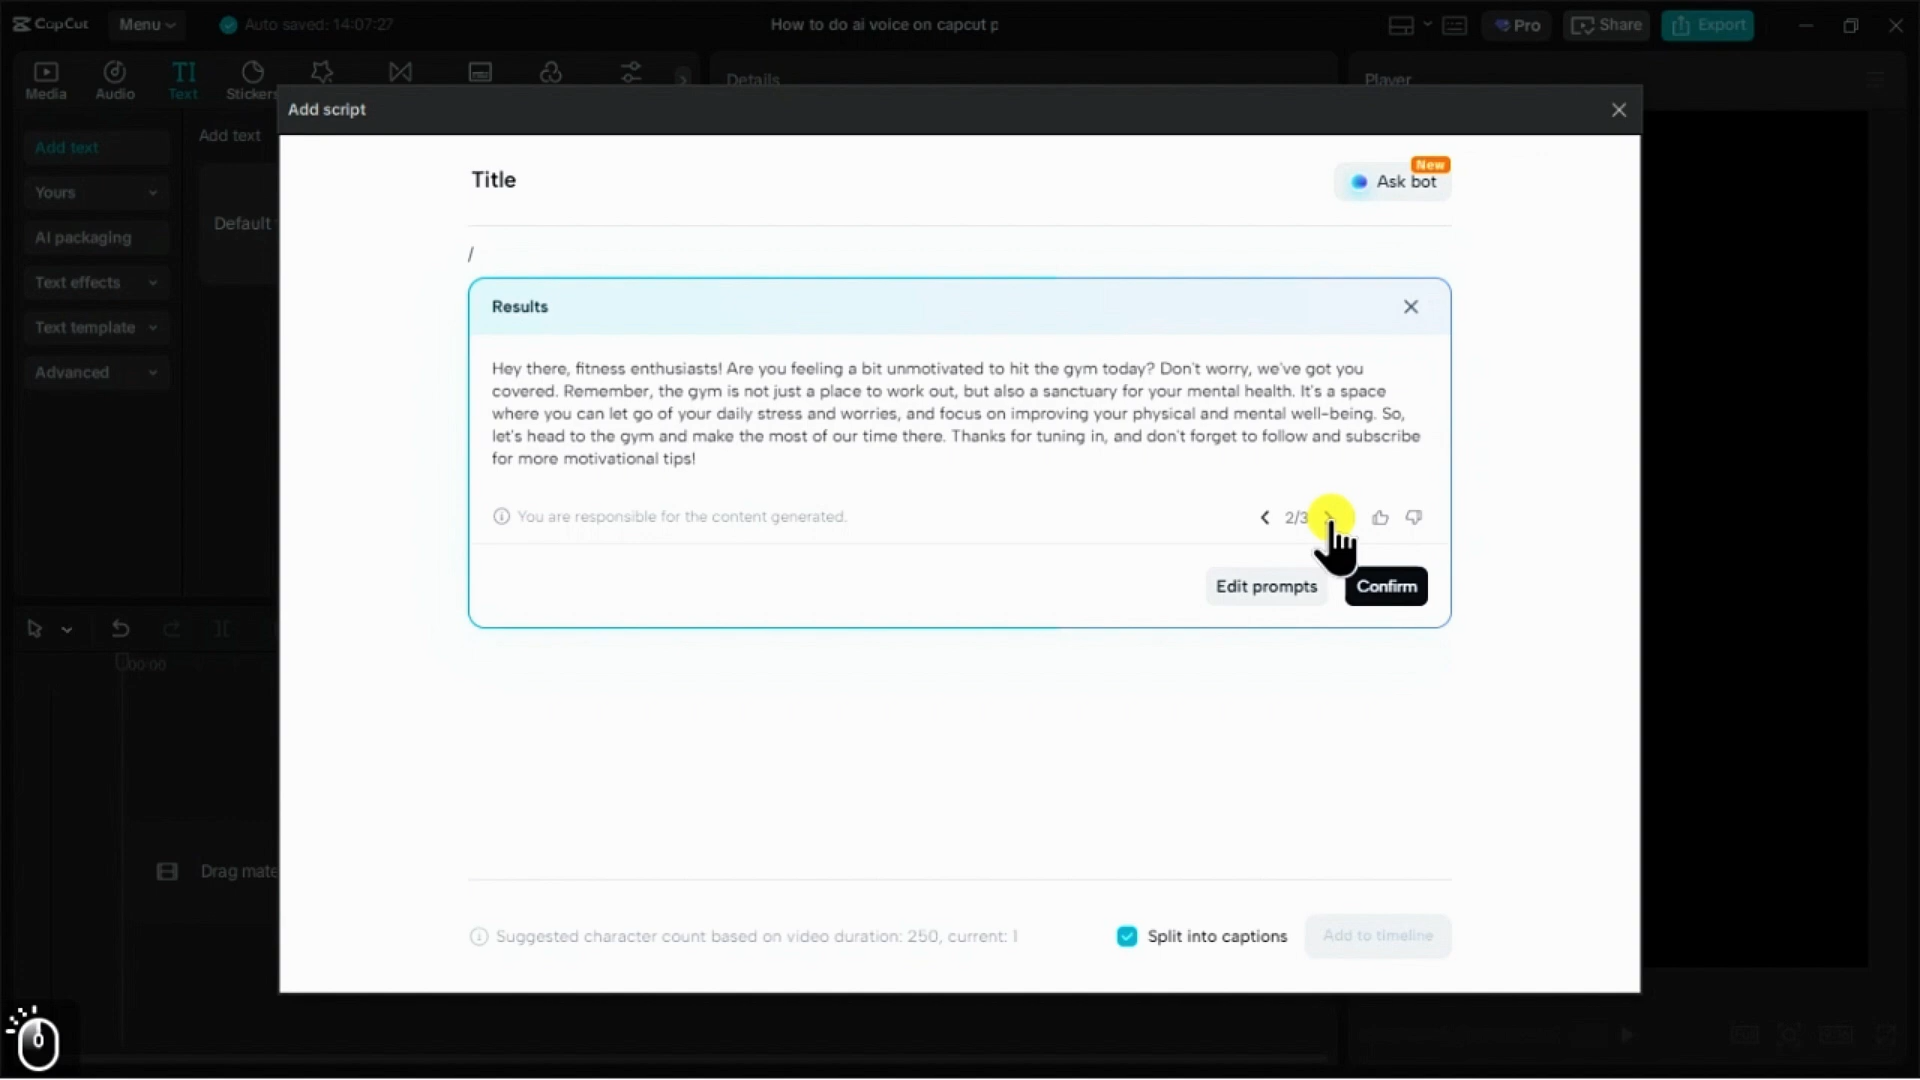 CapCut
Menu
Auto saved: 14:07:27
How to do ai voice on capcut p
Pro
Share
Export
Media
Audio
Text
Stickers
Details
Player
Add script
Add text
Add text
Yours
Default
AI packaging
Text effects
Text template
Advanced
Title
New
Ask bot
/
Results
Hey there, fitness enthusiasts! Are you feeling a bit unmotivated to hit the gym today? Don't worry, we've got you
covered. Remember, the gym is not just a place to work out, but also a sanctuary for your mental health. It's a space
where you can let go of your daily stress and worries, and focus on improving your physical and mental well-being. So,
let's head to the gym and make the most of our time there. Thanks for tuning in, and don't forget to follow and subscribe
for more motivational tips!
You are responsible for the content generated.
2/3
Edit prompts
Confirm
00:00
Drag mate
Suggested character count based on video duration: 250, current: 1
Split into captions
Add to timeline